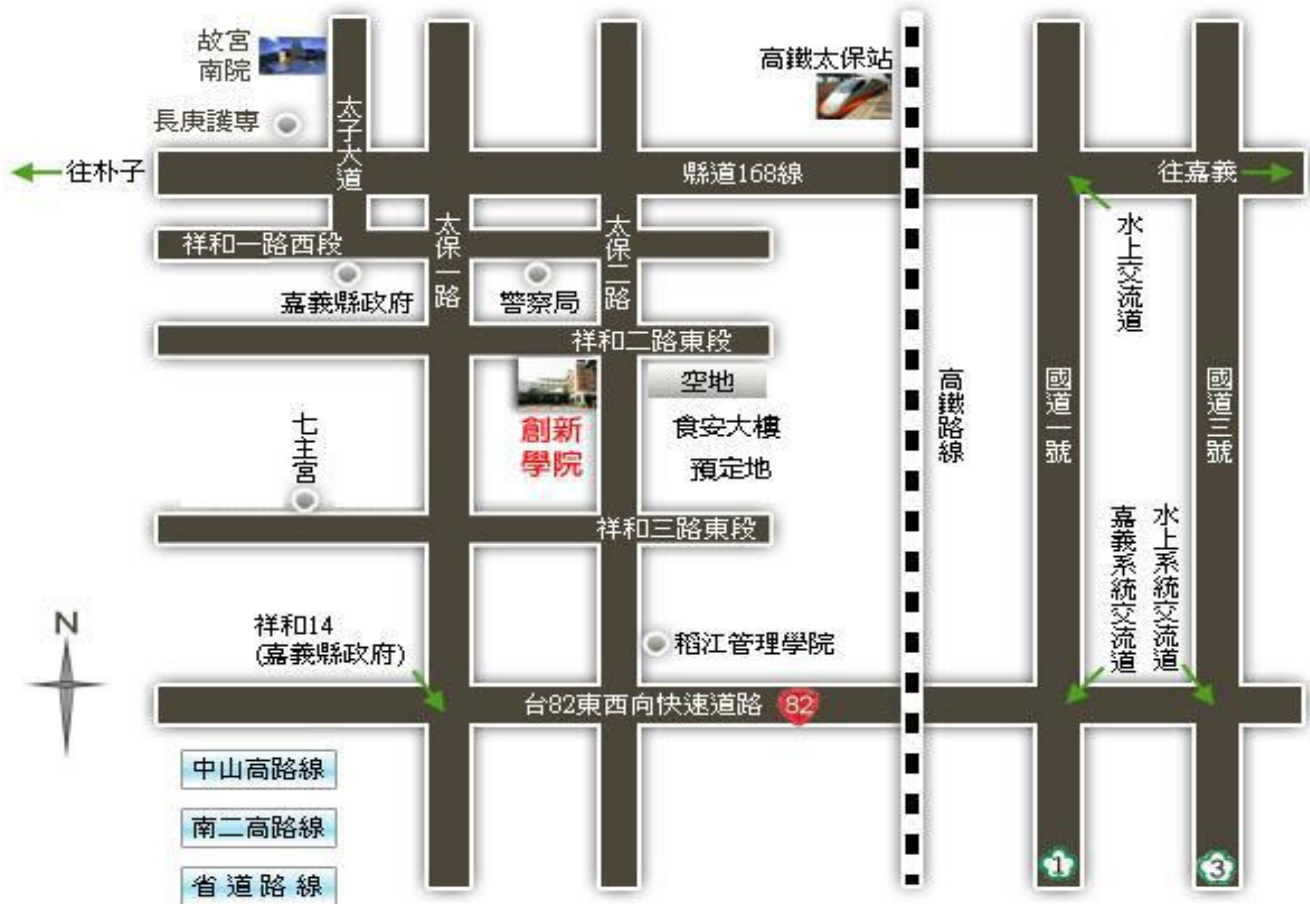 故宮
南院
長庚護專
太子大道
高鐵太保站
往朴子
縣道168線
往嘉義
祥和一路西段
太保一路
太保二路
水上交流道
嘉義縣政府
警察局
祥和二路東段
空地
食安大樓
預定地
創新
學院
七主宮
高鐵路線
國道一號
國道三號
祥和三路東段
嘉義系統交流道
水上系統交流道
N
祥和14
(嘉義縣政府)
稻江管理學院
台82東西向快速道路 82
中山高路線
南二高路線
省道路線
1
3